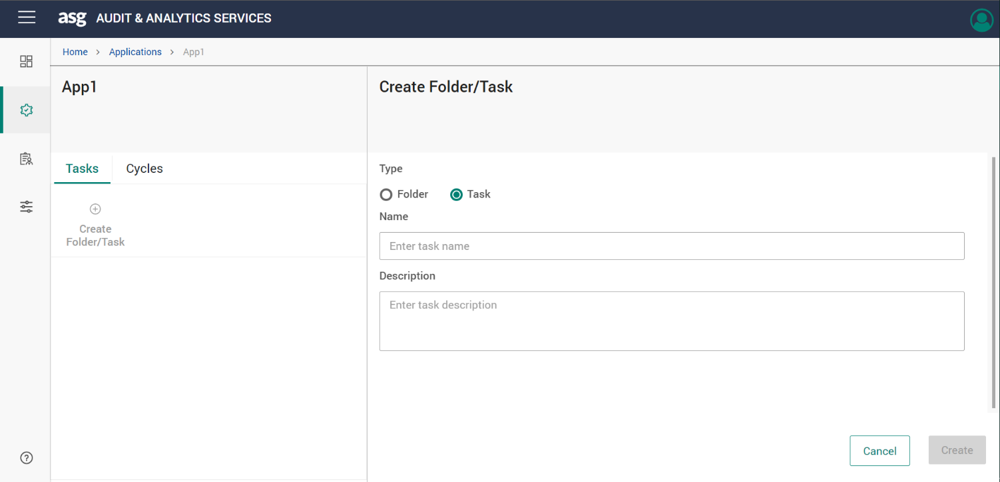 asg AUDIT & ANALYTICS SERVICES
Home > Applications > App1
App1
Create Folder/Task
Tasks Cycles
Create
Folder/Task
Type
Folder Task
Name
Enter task name
Description
Enter task description
Cancel Create
?